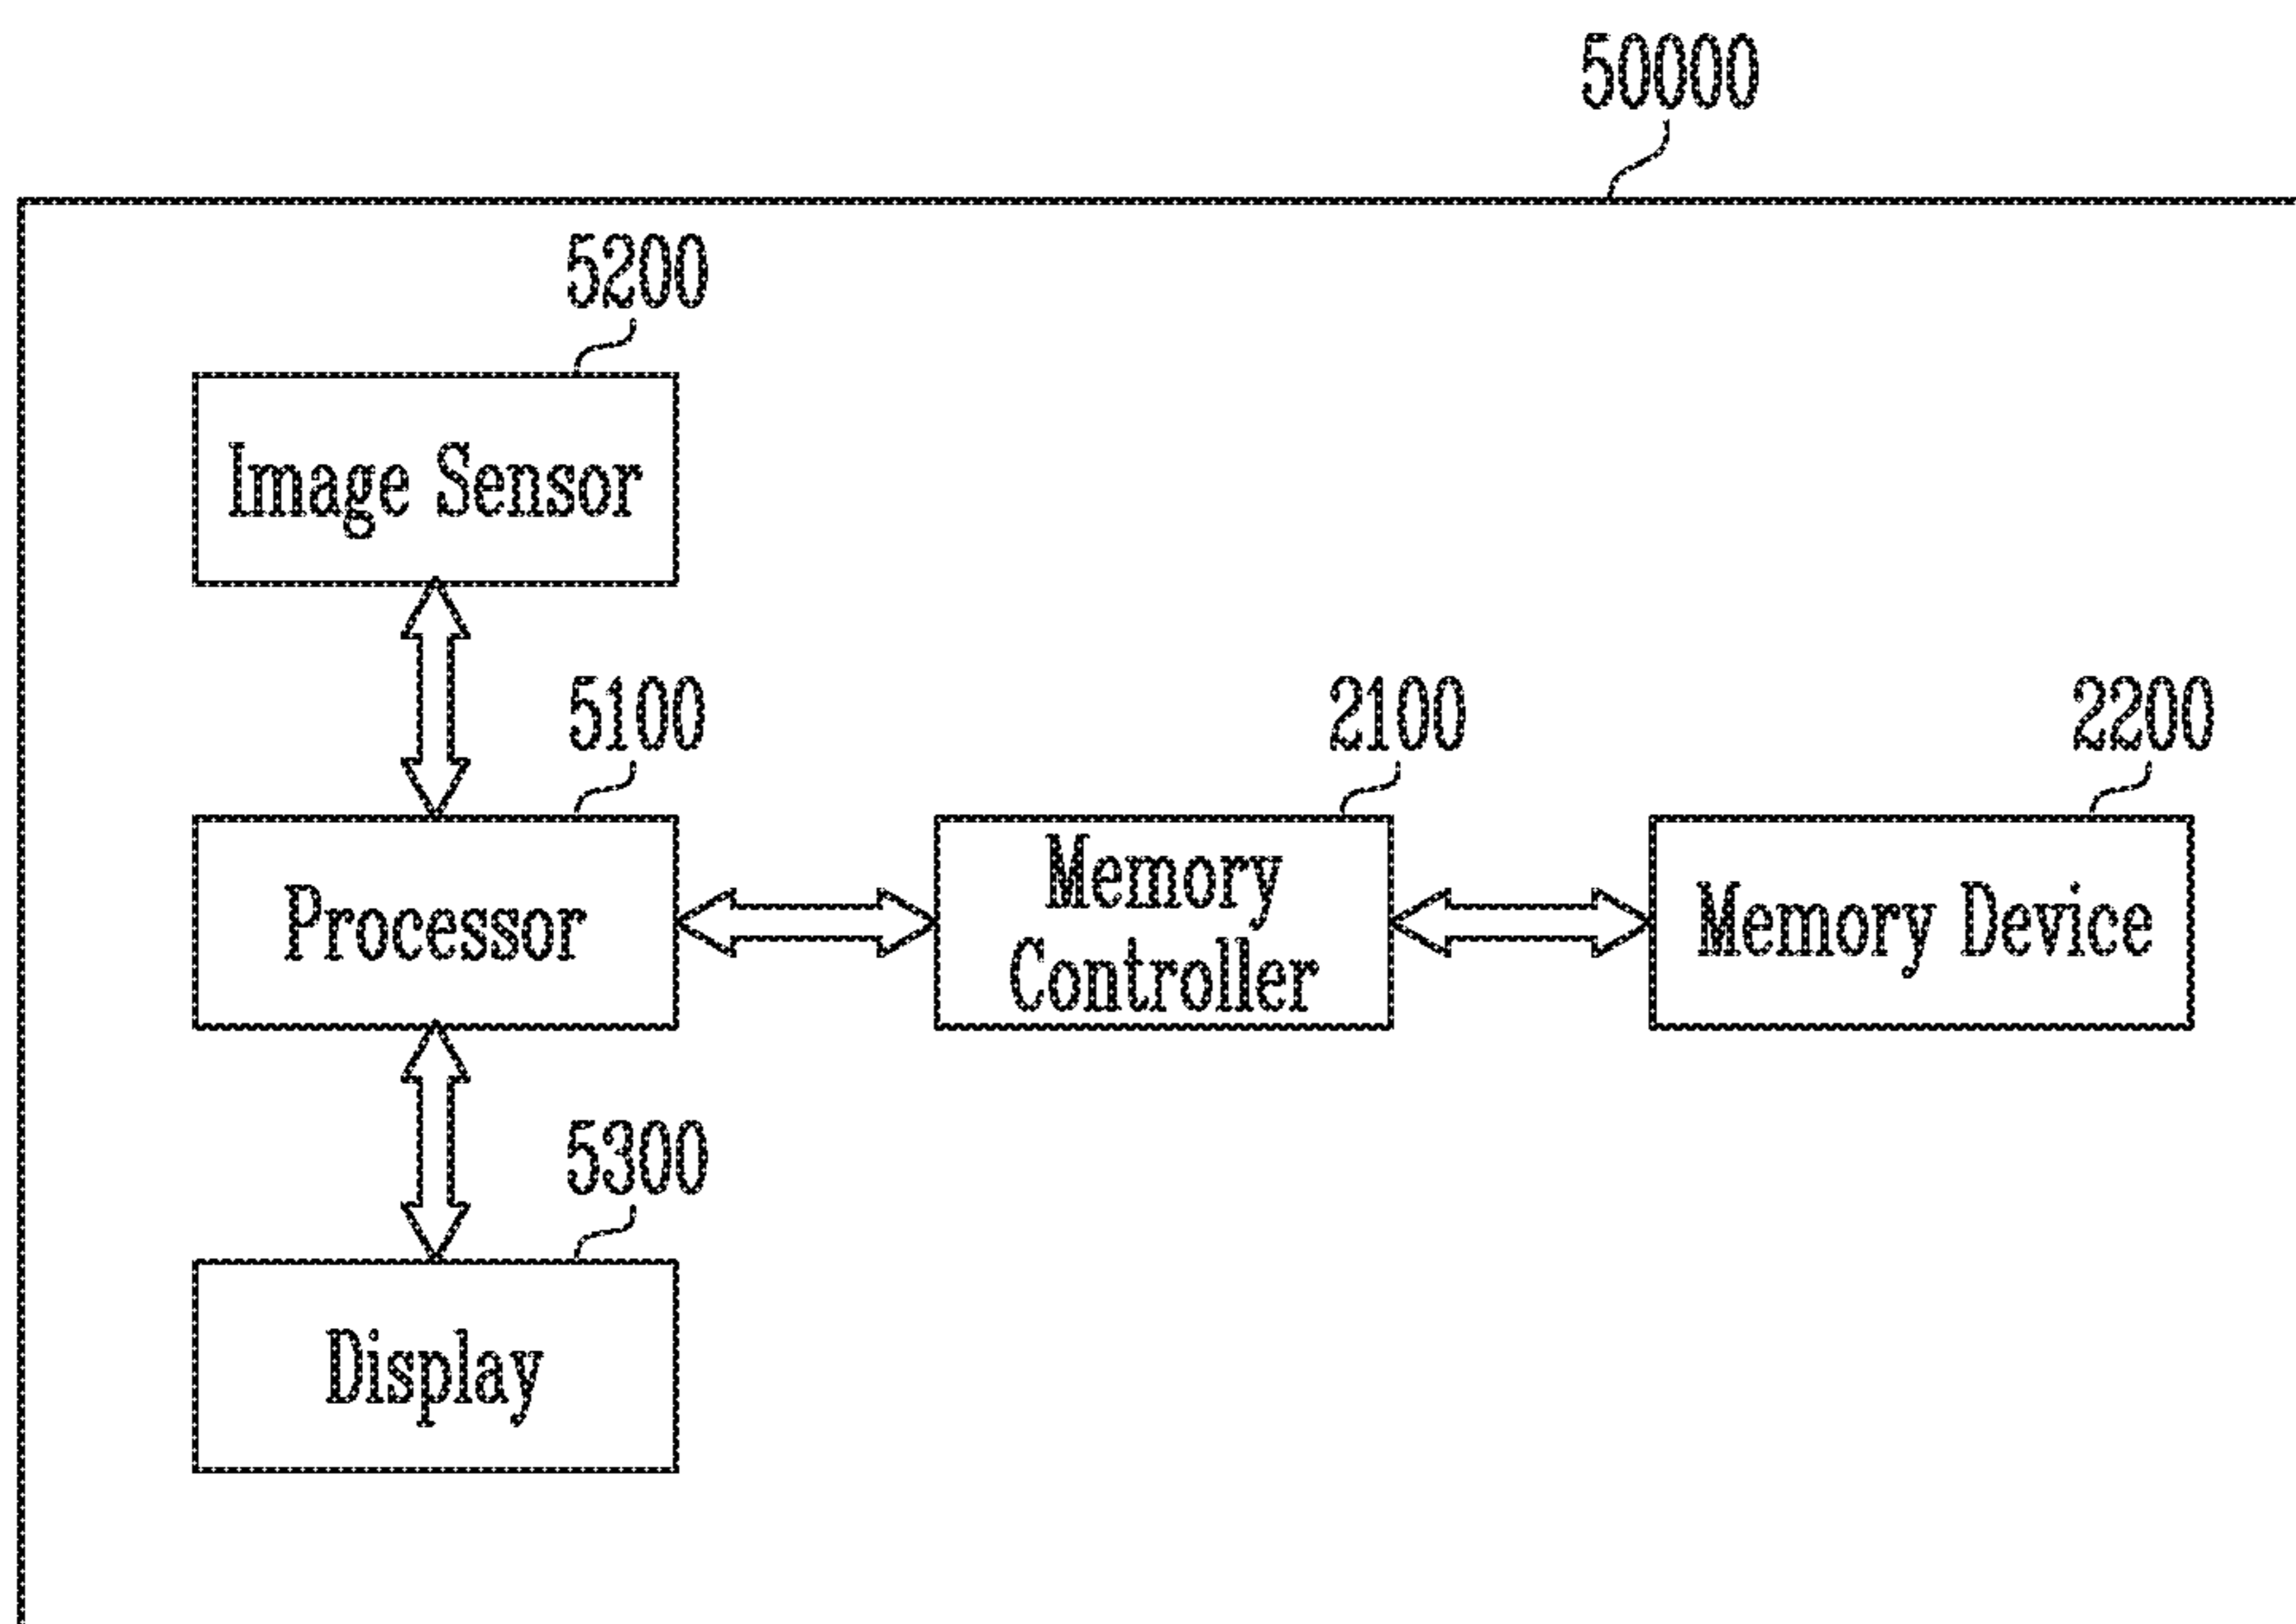 50000
5200
Image Sensor
5100
2100
2200
Processor
Memory
Controller
Memory Device
5300
Display